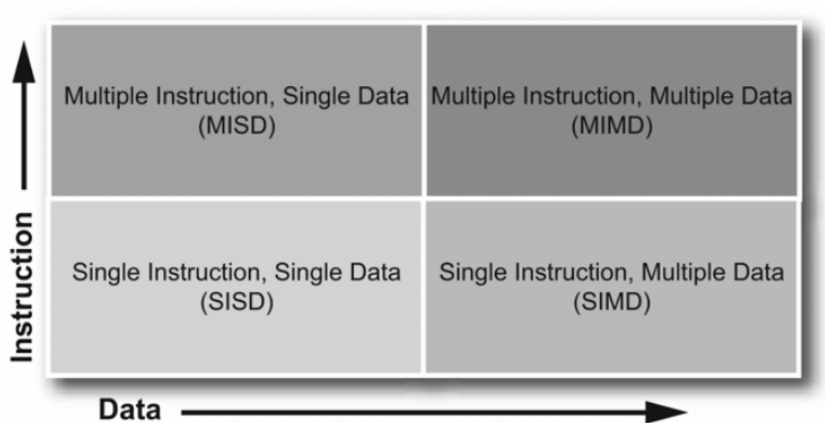 Multiple Instruction, Single Data
(MISD)
Multiple Instruction, Multiple Data
(MIMD)
Single Instruction, Single Data
(SISD)
Single Instruction, Multiple Data
(SIMD)
Instruction
Data